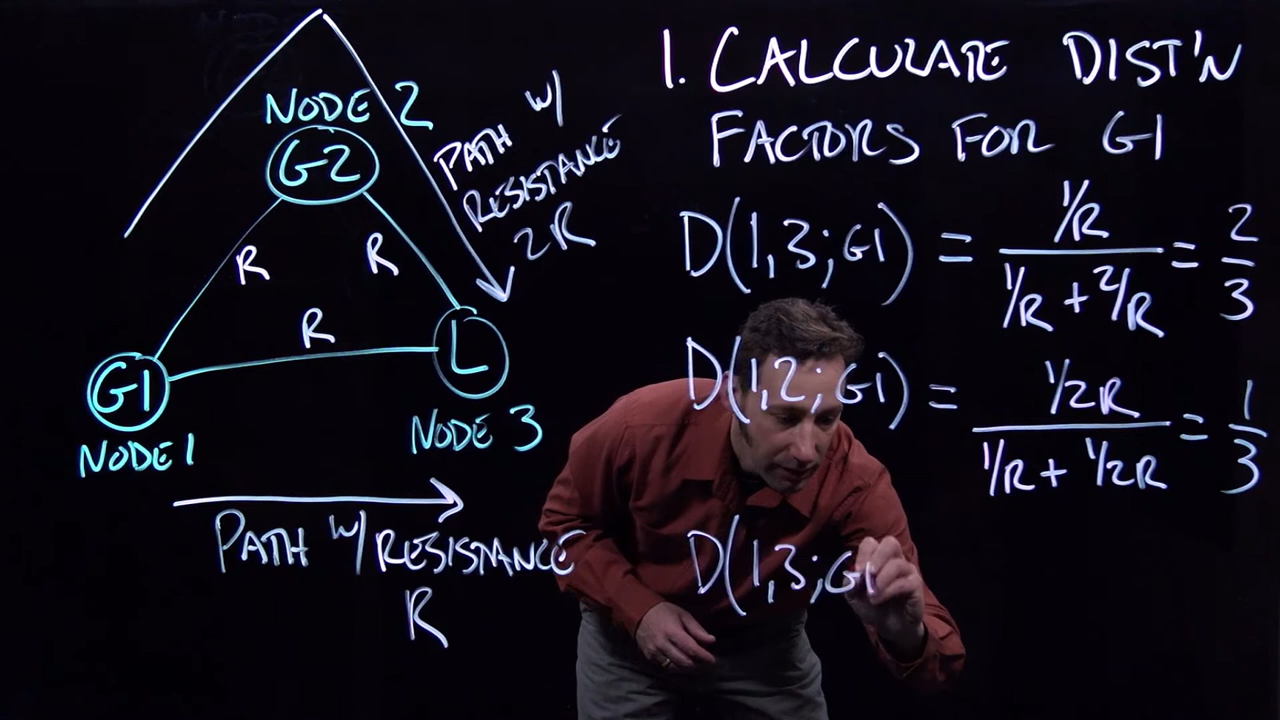 NODE 2
G2
PATH W/
RESISTANCE
2R
R
R
R
G1
L
NODE 1
NODE 3
PATH W/ RESISTANCE
R
1. CALCULATE DIST'N
FACTORS FOR G1
D(1,3;G1) = 1/R / (1/R + 2/R) = 2/3
D(1,2;G1) = 1/2R / (1/R + 1/2R) = 1/3
D(1,3;G1